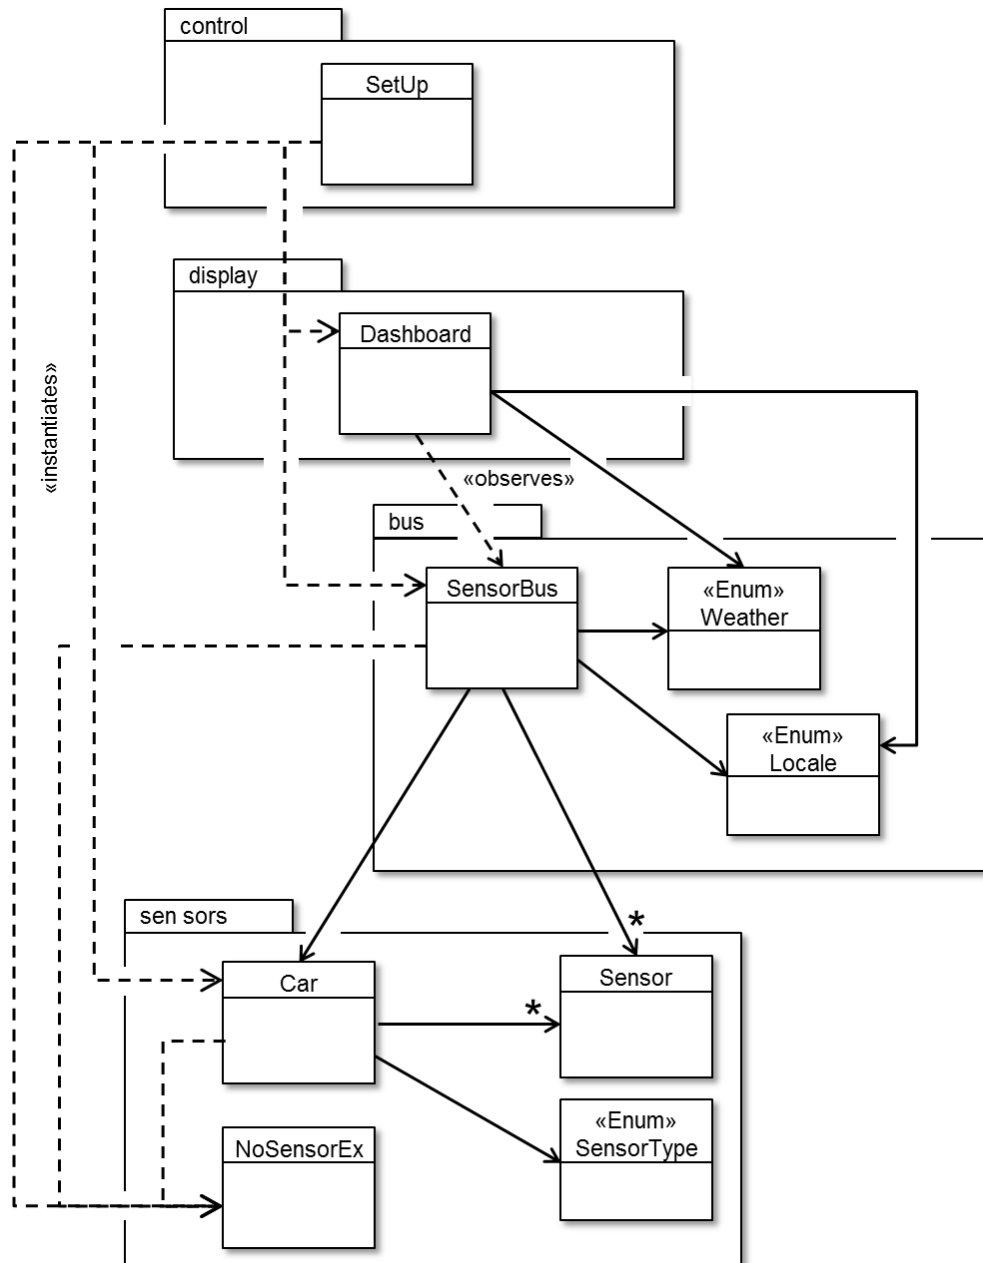 control
SetUp
display
Dashboard
«instantiates»
«observes»
bus
SensorBus
«Enum»
Weather
«Enum»
Locale
sen sors
*
Car
*
Sensor
«Enum»
SensorType
NoSensorEx